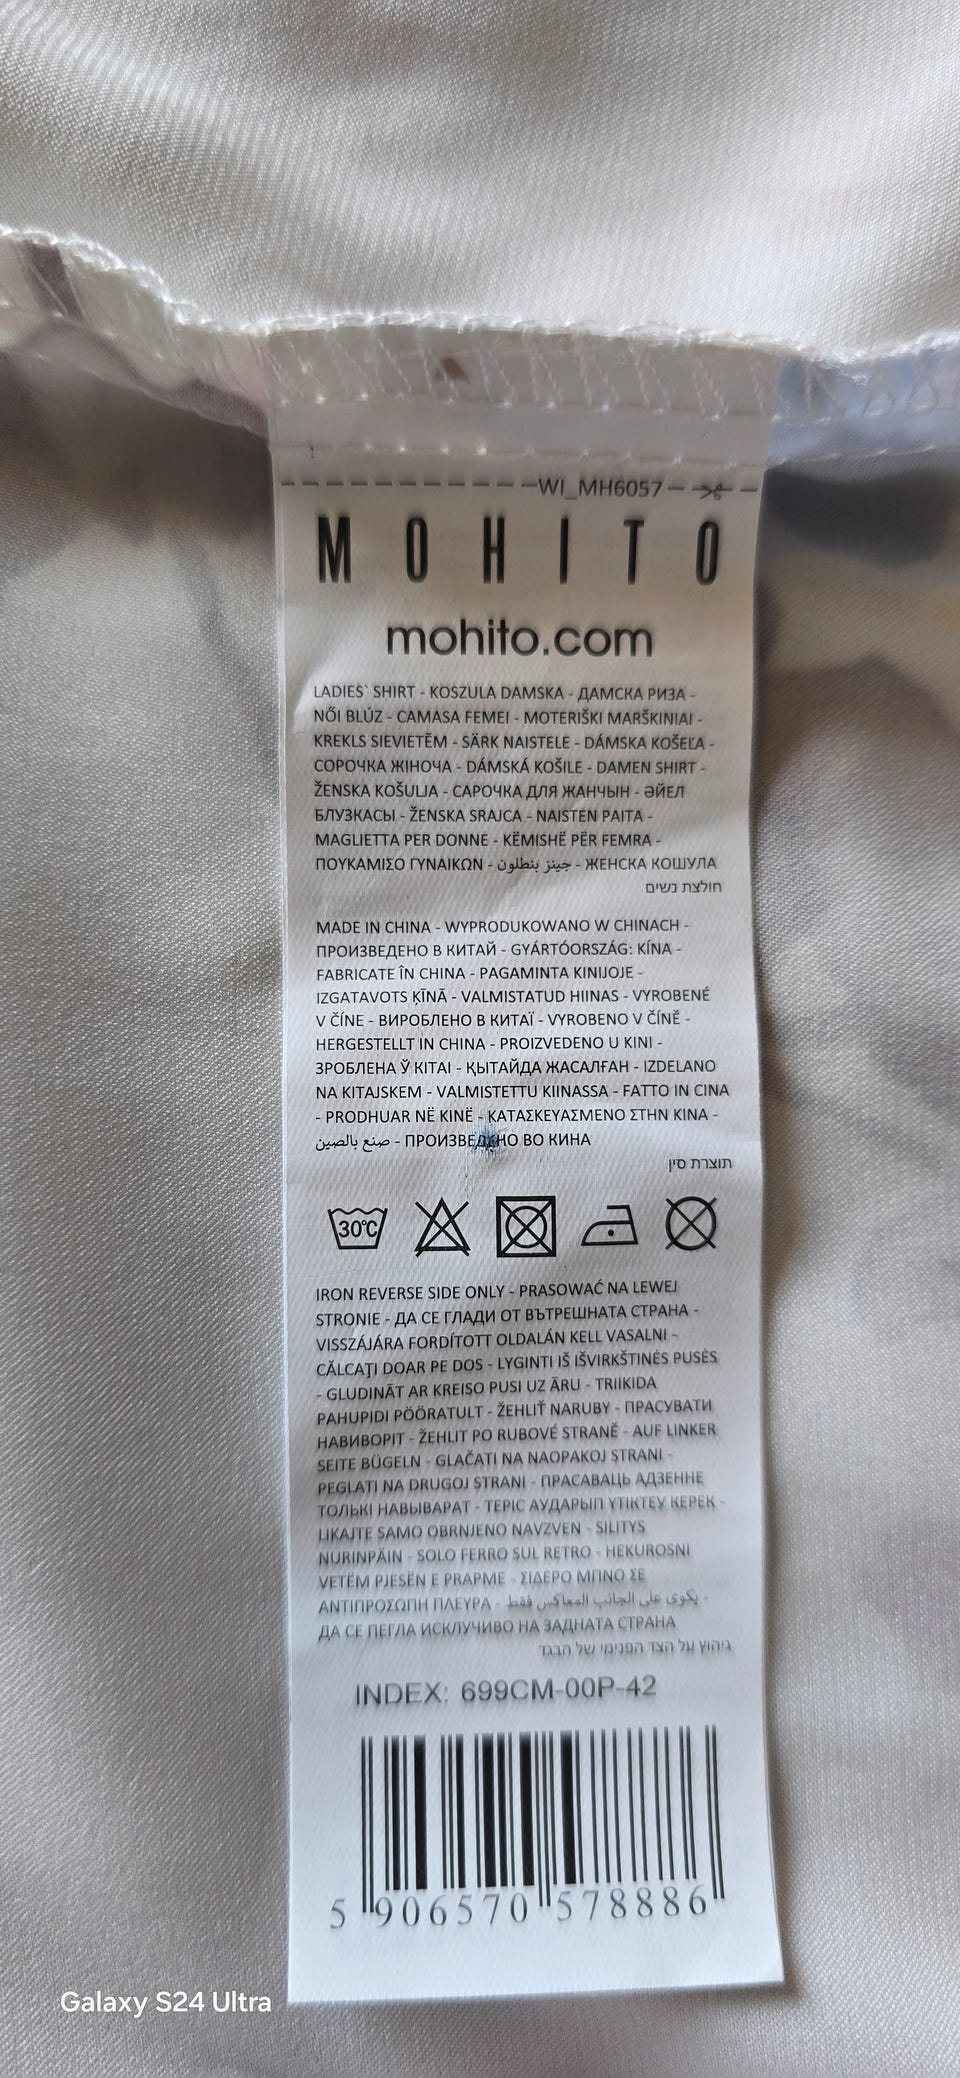 WI_MH6057
MOHITO
mohito.com
LADIES` SHIRT - KOSZULA DAMSKA - ДАМСКА РИЗА -
NŐI BLÚZ - CAMASA FEMEI - MOTERIŠKI MARŠKINIAI -
KREKLS SIEVIETĒM - SÄRK NAISTELE - DÁMSKA KOŠEĽA -
СОРОЧКА ЖІНОЧА - DÁMSKÁ KOŠILE - DAMEN SHIRT -
ŽENSKA KOŠULJA - САРОЧКА ДЛЯ ЖАНЧЫН - ӘЙЕЛ
БЛУЗКАСЫ - ŽENSKA SRAJCA - NAISTEN PAITA -
MAGLIETTA PER DONNE - KËMISHË PËR FEMRA -
ΠΟΥΚΑΜΙΣΟ ΓΥΝΑΙΚΩΝ - جينز بنطلون - ЖЕНСКА КОШУЛА
חולצת נשים
MADE IN CHINA - WYPRODUKOWANO W CHINACH -
ПРОИЗВЕДЕНО В КИТАЙ - GYÁRTÓORSZÁG: KÍNA -
FABRICATE ÎN CHINA - PAGAMINTA KINIJOJE -
IZGATAVOTS ĶĪNĀ - VALMISTATUD HIINAS - VYROBENÉ
V ČÍNE - ВИРОБЛЕНО В КИТАЇ - VYROBENO V ČÍNĚ -
HERGESTELLT IN CHINA - PROIZVEDENO U KINI -
ЗРОБЛЕНА Ў КІТАІ - ҚЫТАЙДА ЖАСАЛҒАН - IZDELANO
NA KITAJSKEM - VALMISTETTU KIINASSA - FATTO IN CINA
- PRODHUAR NË KINË - ΚΑΤΑΣΚΕΥΑΣΜΕΝΟ ΣΤΗΝ ΚΙΝΑ -
صنع بالصين - ПРОИЗВЕДЕНО ВО КИНА
תוצרת סין
30°C
IRON REVERSE SIDE ONLY - PRASOWAĆ NA LEWEJ
STRONIE - ДА СЕ ГЛАДИ ОТ ВЪТРЕШНАТА СТРАНА -
VISSZÁJÁRA FORDÍTOTT OLDALÁN KELL VASALNI -
CĂLCAŢI DOAR PE DOS - LYGINTI IŠ IŠVIRKŠTINĖS PUSĖS
- GLUDINĀT AR KREISO PUSI UZ ĀRU - TRIIKIDA
PAHUPIDI PÖÖRATULT - ŽEHLIŤ NARUBY - ПРАСУВАТИ
НАВИВОРІТ - ŽEHLIT PO RUBOVÉ STRANĚ - AUF LINKER
SEITE BÜGELN - GLAČATI NA NAOPAKOJ STRANI -
PEGLATI NA DRUGOJ STRANI - ПРАСАВАЦЬ АДЗЕННЕ
ТОЛЬКІ НАВЫВАРАТ - ТЕРІС АУДАРЫП ҮТІКТЕУ КЕРЕК -
LIKAJTE SAMO OBRNJENO NAVZVEN - SILITYS
NURINPÄIN - SOLO FERRO SUL RETRO - HEKUROSNI
VETËM PJESËN E PRAPME - ΣΙΔΕΡΟ ΜΠΝΟ ΣΕ
ΑΝΤΙΠΡΟΣΩΠΗ ΠΛΕΥΡΑ - يكوى على الجانب المعاكس فقط -
ДА СЕ ПЕГЛА ИСКЛУЧИВО НА ЗАДНАТА СТРАНА
גיהוץ על הצד הפנימי של הבגד
INDEX: 699CM-00P-42
5 906570 578886
Galaxy S24 Ultra